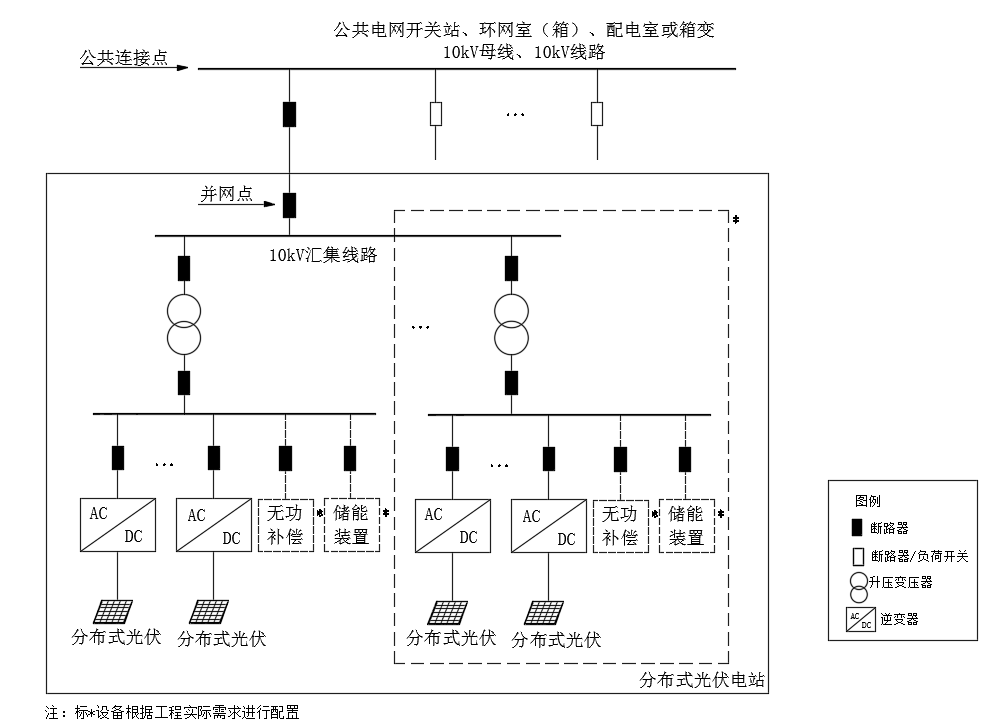 公共电网开关站、环网室（箱）、配电室或箱变
10kV母线、10kV线路
公共连接点
...
并网点
*
10kV汇集线路
...
... ...
AC DC AC DC 无功补偿 * 储能装置 * AC DC AC DC 无功补偿 * 储能装置 *
分布式光伏 分布式光伏 分布式光伏 分布式光伏
分布式光伏电站
图例
断路器
断路器/负荷开关
升压变压器
AC DC 逆变器
注：标*设备根据工程实际需求进行配置